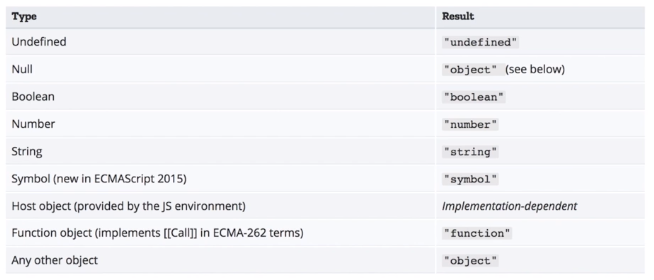 Type Result
Undefined "undefined"
Null "object" (see below)
Boolean "boolean"
Number "number"
String "string"
Symbol (new in ECMAScript 2015) "symbol"
Host object (provided by the JS environment) Implementation-dependent
Function object (implements [[Call]] in ECMA-262 terms) "function"
Any other object "object"